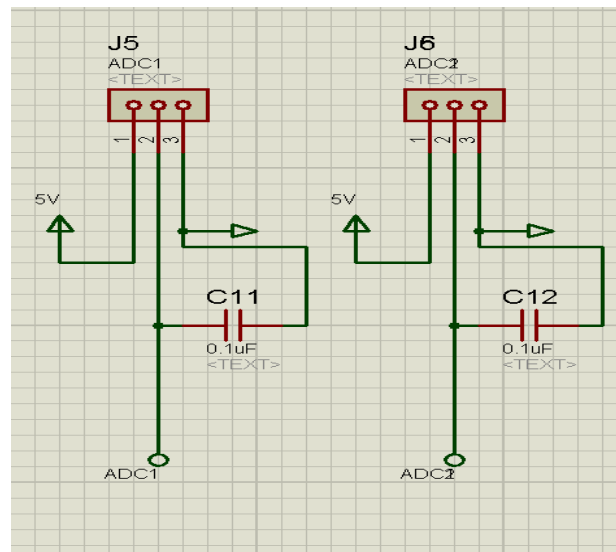 J5
ADC1
<TEXT>
1
2
3
5V
C11
0.1uF
<TEXT>
ADC1
J6
ADC2
<TEXT>
1
2
3
5V
C12
0.1uF
<TEXT>
ADC2